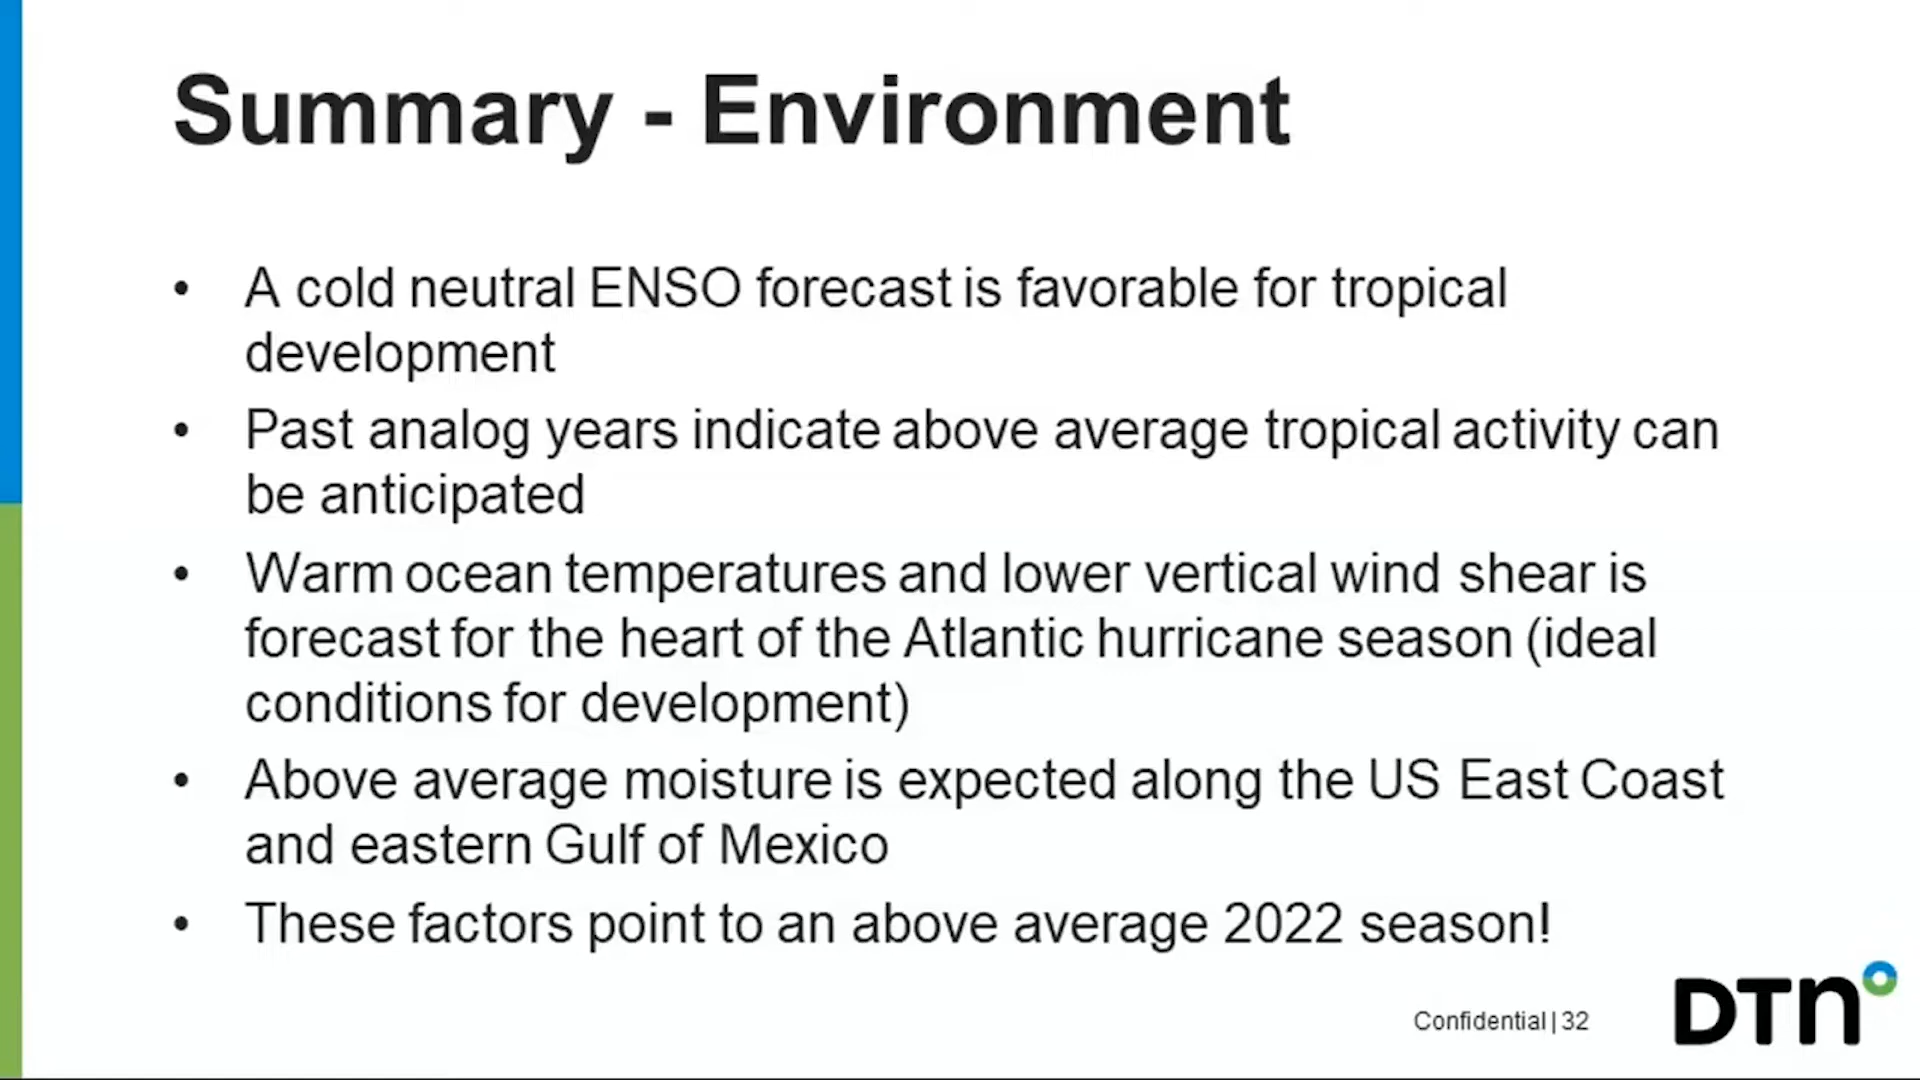 Summary - Environment
• A cold neutral ENSO forecast is favorable for tropical
development
• Past analog years indicate above average tropical activity can
be anticipated
• Warm ocean temperatures and lower vertical wind shear is
forecast for the heart of the Atlantic hurricane season (ideal
conditions for development)
• Above average moisture is expected along the US East Coast
and eastern Gulf of Mexico
• These factors point to an above average 2022 season!
Confidential | 32
DTN